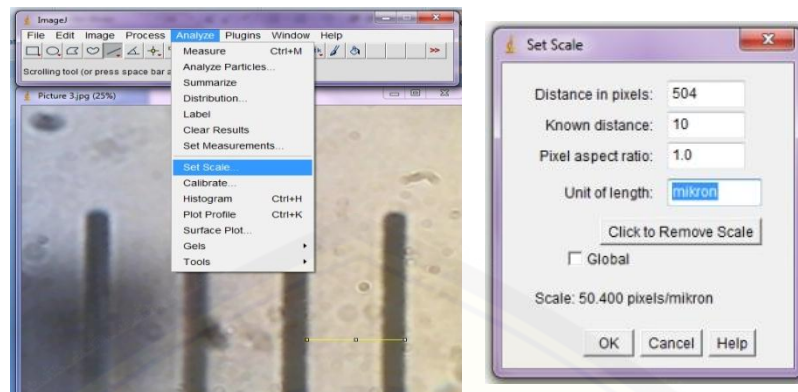 ImageJ
File Edit Image Process Analyze Plugins Window Help
>>
Scrolling tool (or press space bar a
Picture 3.jpg (25%)
Measure Ctrl+M
Analyze Particles...
Summarize
Distribution...
Label
Clear Results
Set Measurements...
Set Scale...
Calibrate...
Histogram Ctrl+H
Plot Profile Ctrl+K
Surface Plot...
Gels
Tools
Set Scale
Distance in pixels: 504
Known distance: 10
Pixel aspect ratio: 1.0
Unit of length: mikron
Click to Remove Scale
Global
Scale: 50.400 pixels/mikron
OK Cancel Help